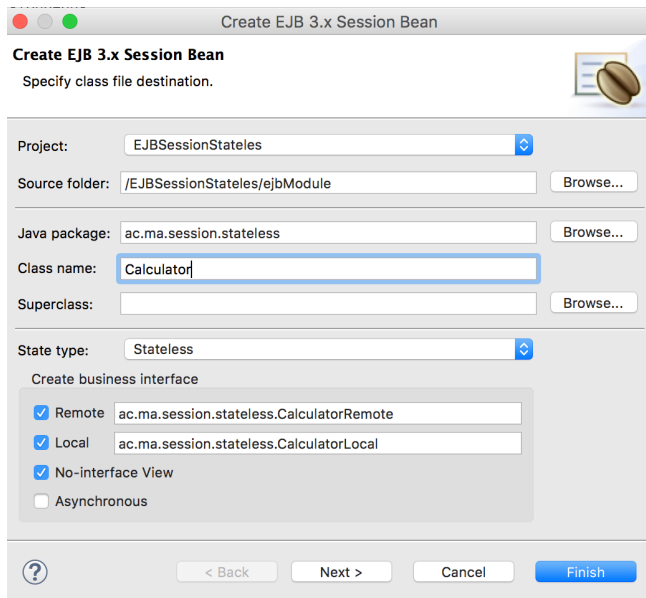 Create EJB 3.x Session Bean
Create EJB 3.x Session Bean
Specify class file destination.
Project: EJBSessionStateles
Source folder: /EJBSessionStateles/ejbModule Browse...
Java package: ac.ma.session.stateless Browse...
Class name: Calculator
Superclass: Browse...
State type: Stateless
Create business interface
Remote ac.ma.session.stateless.CalculatorRemote
Local ac.ma.session.stateless.CalculatorLocal
No-interface View
Asynchronous
? < Back Next > Cancel Finish